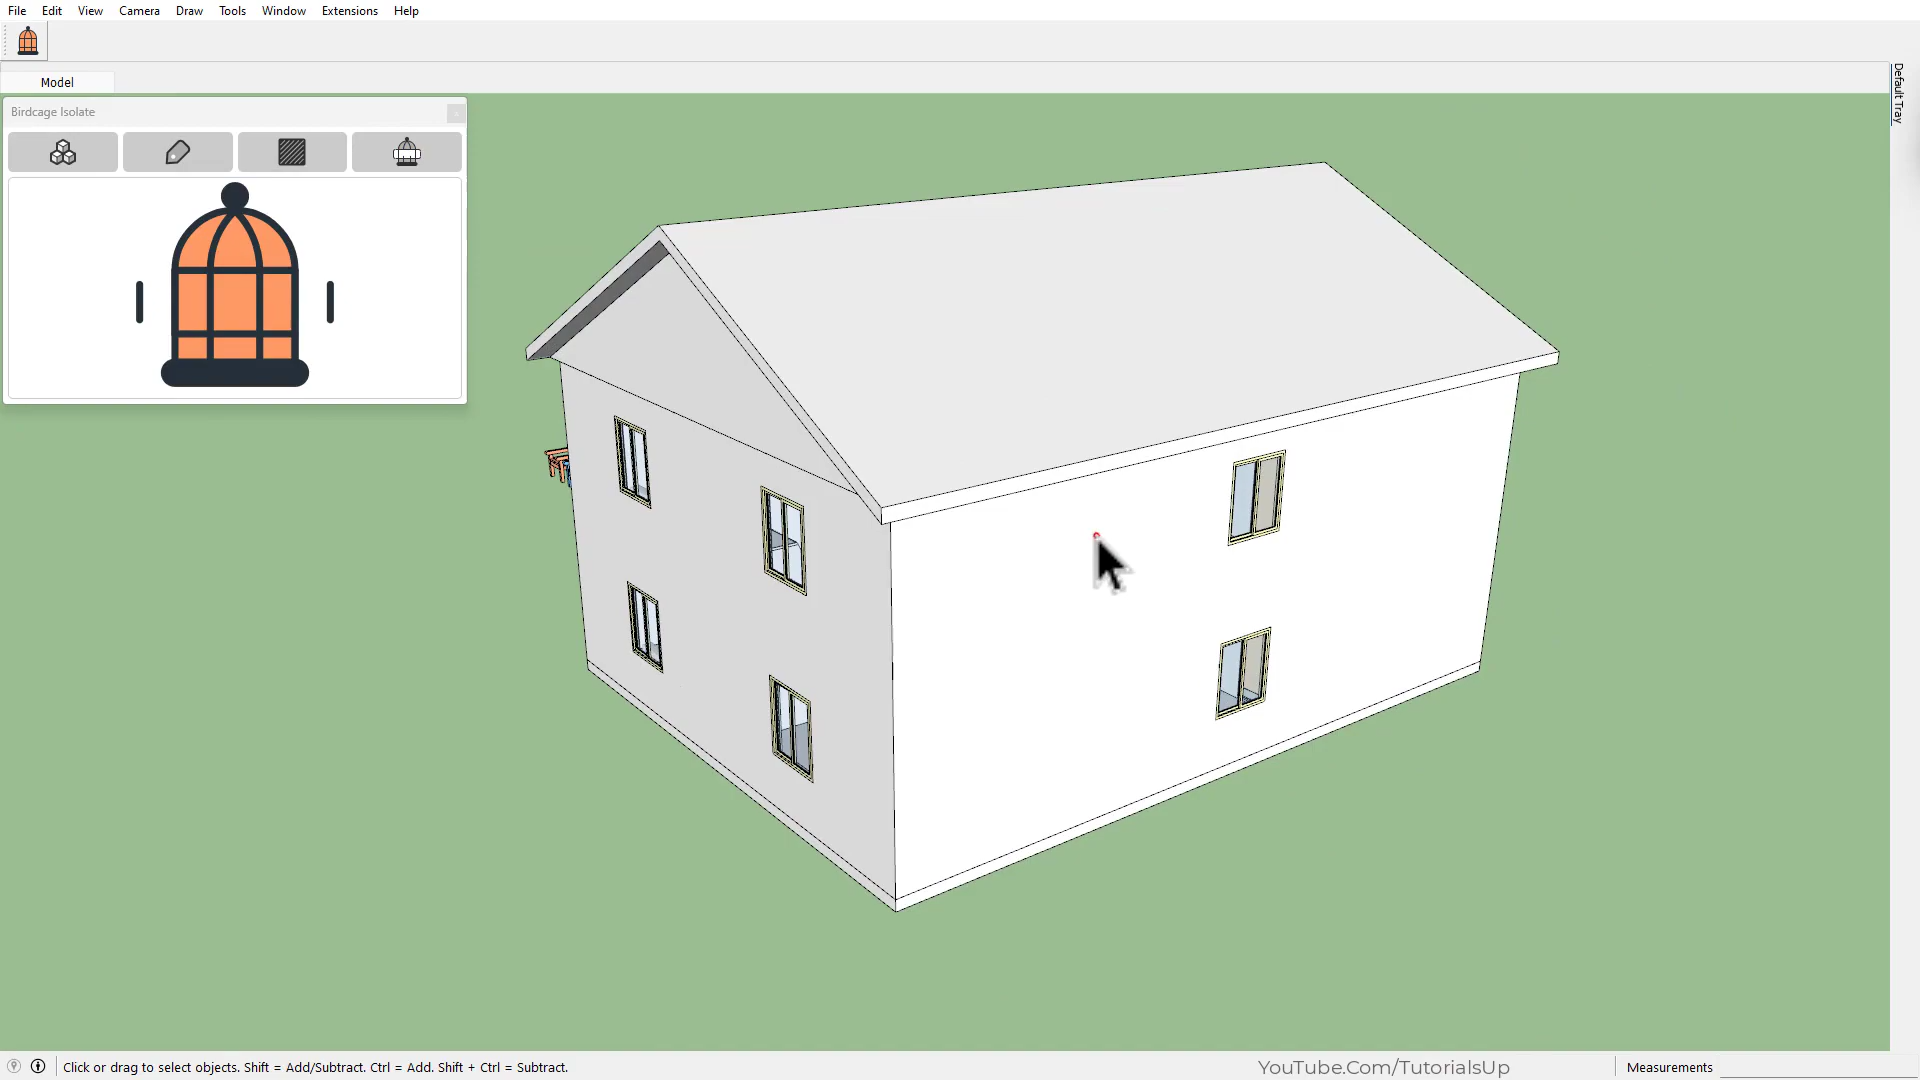 File Edit View Camera Draw Tools Window Extensions Help
Model
Default Tray
Birdcage Isolate
Click or drag to select objects. Shift = Add/Subtract. Ctrl = Add. Shift + Ctrl = Subtract.
YouTube.Com/TutorialsUp
Measurements